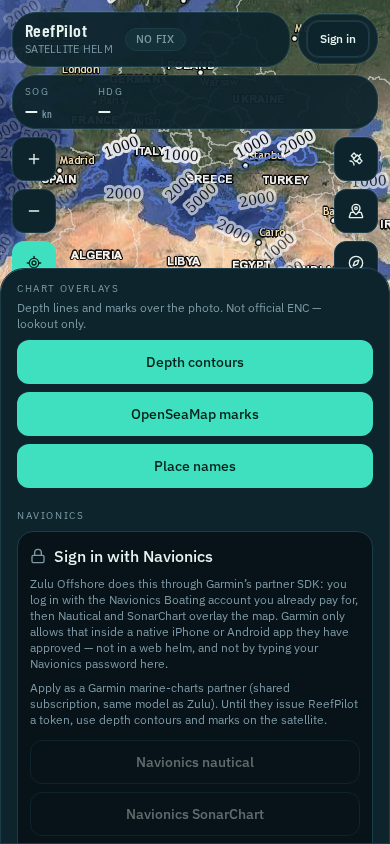 ReefPilot
SATELLITE HELM
NO FIX
Sign in
London
POLAND
SOG
HDG
— kn
—
UKRAINE
FRANCE
Madrid
SPAIN
1000
ITALY
1000
1000
2000
Istanbul
GREECE
TURKEY
1000
2000
2000
5000
2000
2000
Cairo
1000
ALGERIA
LIBYA
EGYPT
CHART OVERLAYS
Depth lines and marks over the photo. Not official ENC —
lookout only.
Depth contours
OpenSeaMap marks
Place names
NAVIONICS
Sign in with Navionics
Zulu Offshore does this through Garmin’s partner SDK: you
log in with the Navionics Boating account you already pay for,
then Nautical and SonarChart overlay the map. Garmin only
allows that inside a native iPhone or Android app they have
approved — not in a web helm, and not by typing your
Navionics password here.
Apply as a Garmin marine-charts partner (shared
subscription, same model as Zulu). Until they issue ReefPilot
a token, use depth contours and marks on the satellite.
Navionics nautical
Navionics SonarChart